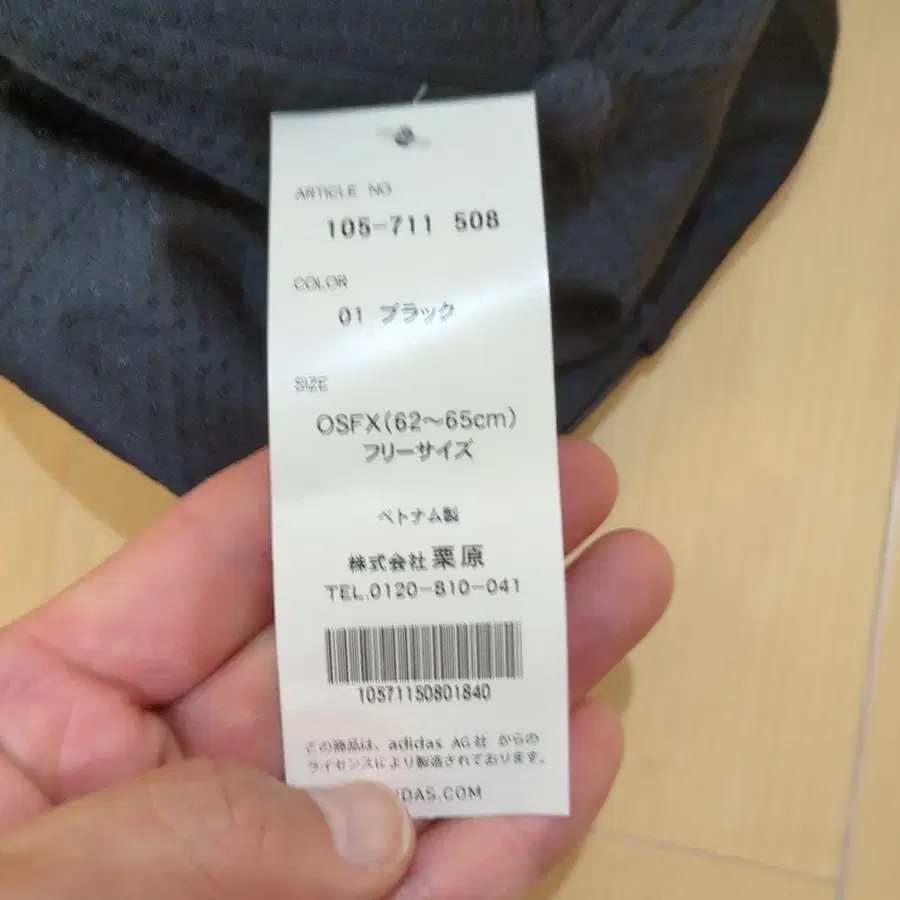 ARTICLE NO
105-711 508
COLOR
01 ブラック
SIZE
OSFX(62~65cm)
フリーサイズ
ベトナム製
株式会社 栗原
TEL.0120-810-041
10571150801840
この商品は、adidas AG社 からの
ライセンスにより製造されております。
IDAS.COM